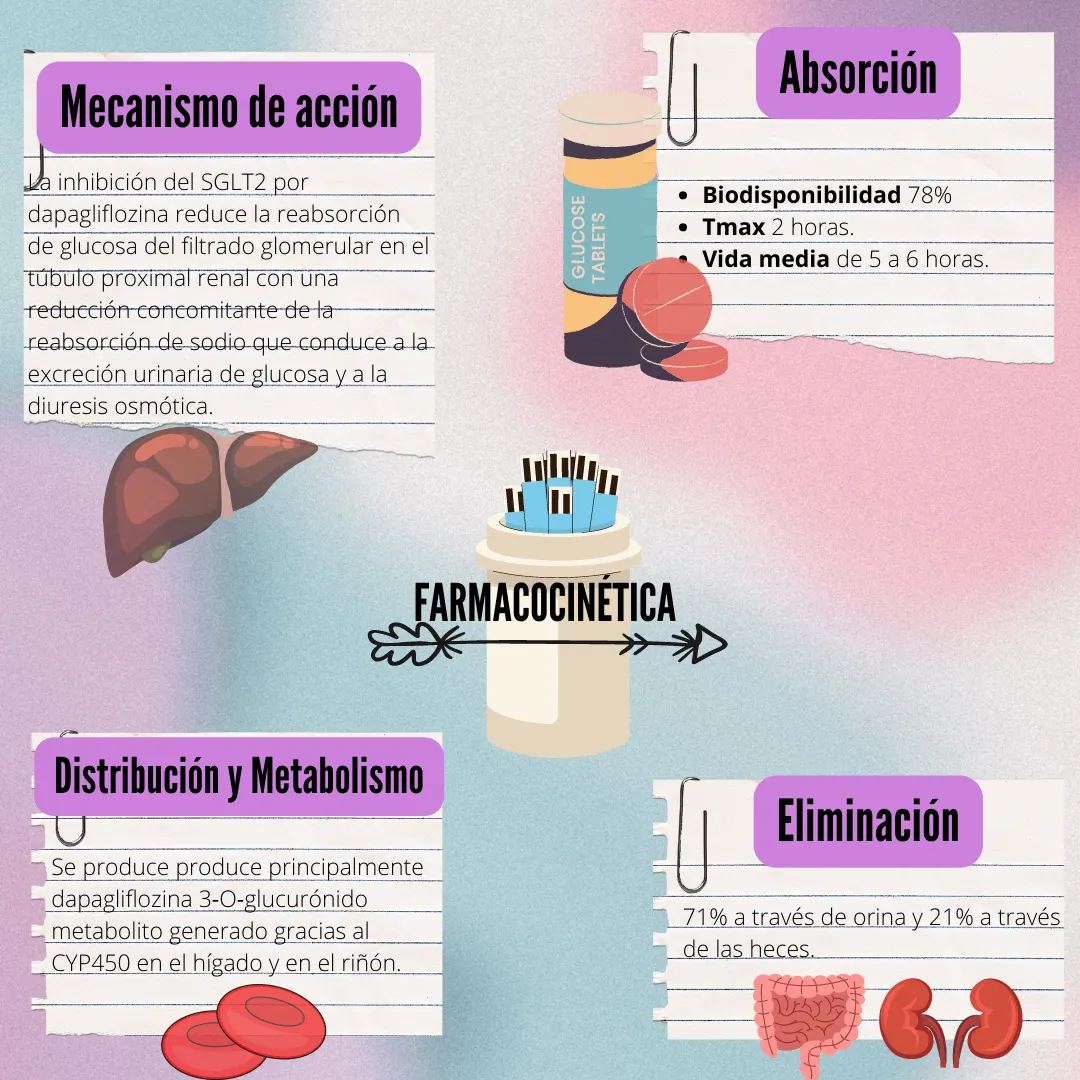 Mecanismo de acción
La inhibición del SGLT2 por
dapagliflozina reduce la reabsorción
de glucosa del filtrado glomerular en el
túbulo proximal renal con una
reducción concomitante de la
reabsorción de sodio que conduce a la
excreción urinaria de glucosa y a la
diuresis osmótica.
Absorción
• Biodisponibilidad 78%
• Tmax 2 horas.
• Vida media de 5 a 6 horas.
GLUCOSE
TABLETS
FARMACOCINÉTICA
Distribución y Metabolismo
Se produce produce principalmente
dapagliflozina 3-O-glucurónido
metabolito generado gracias al
CYP450 en el hígado y en el riñón.
Eliminación
71% a través de orina y 21% a través
de las heces.